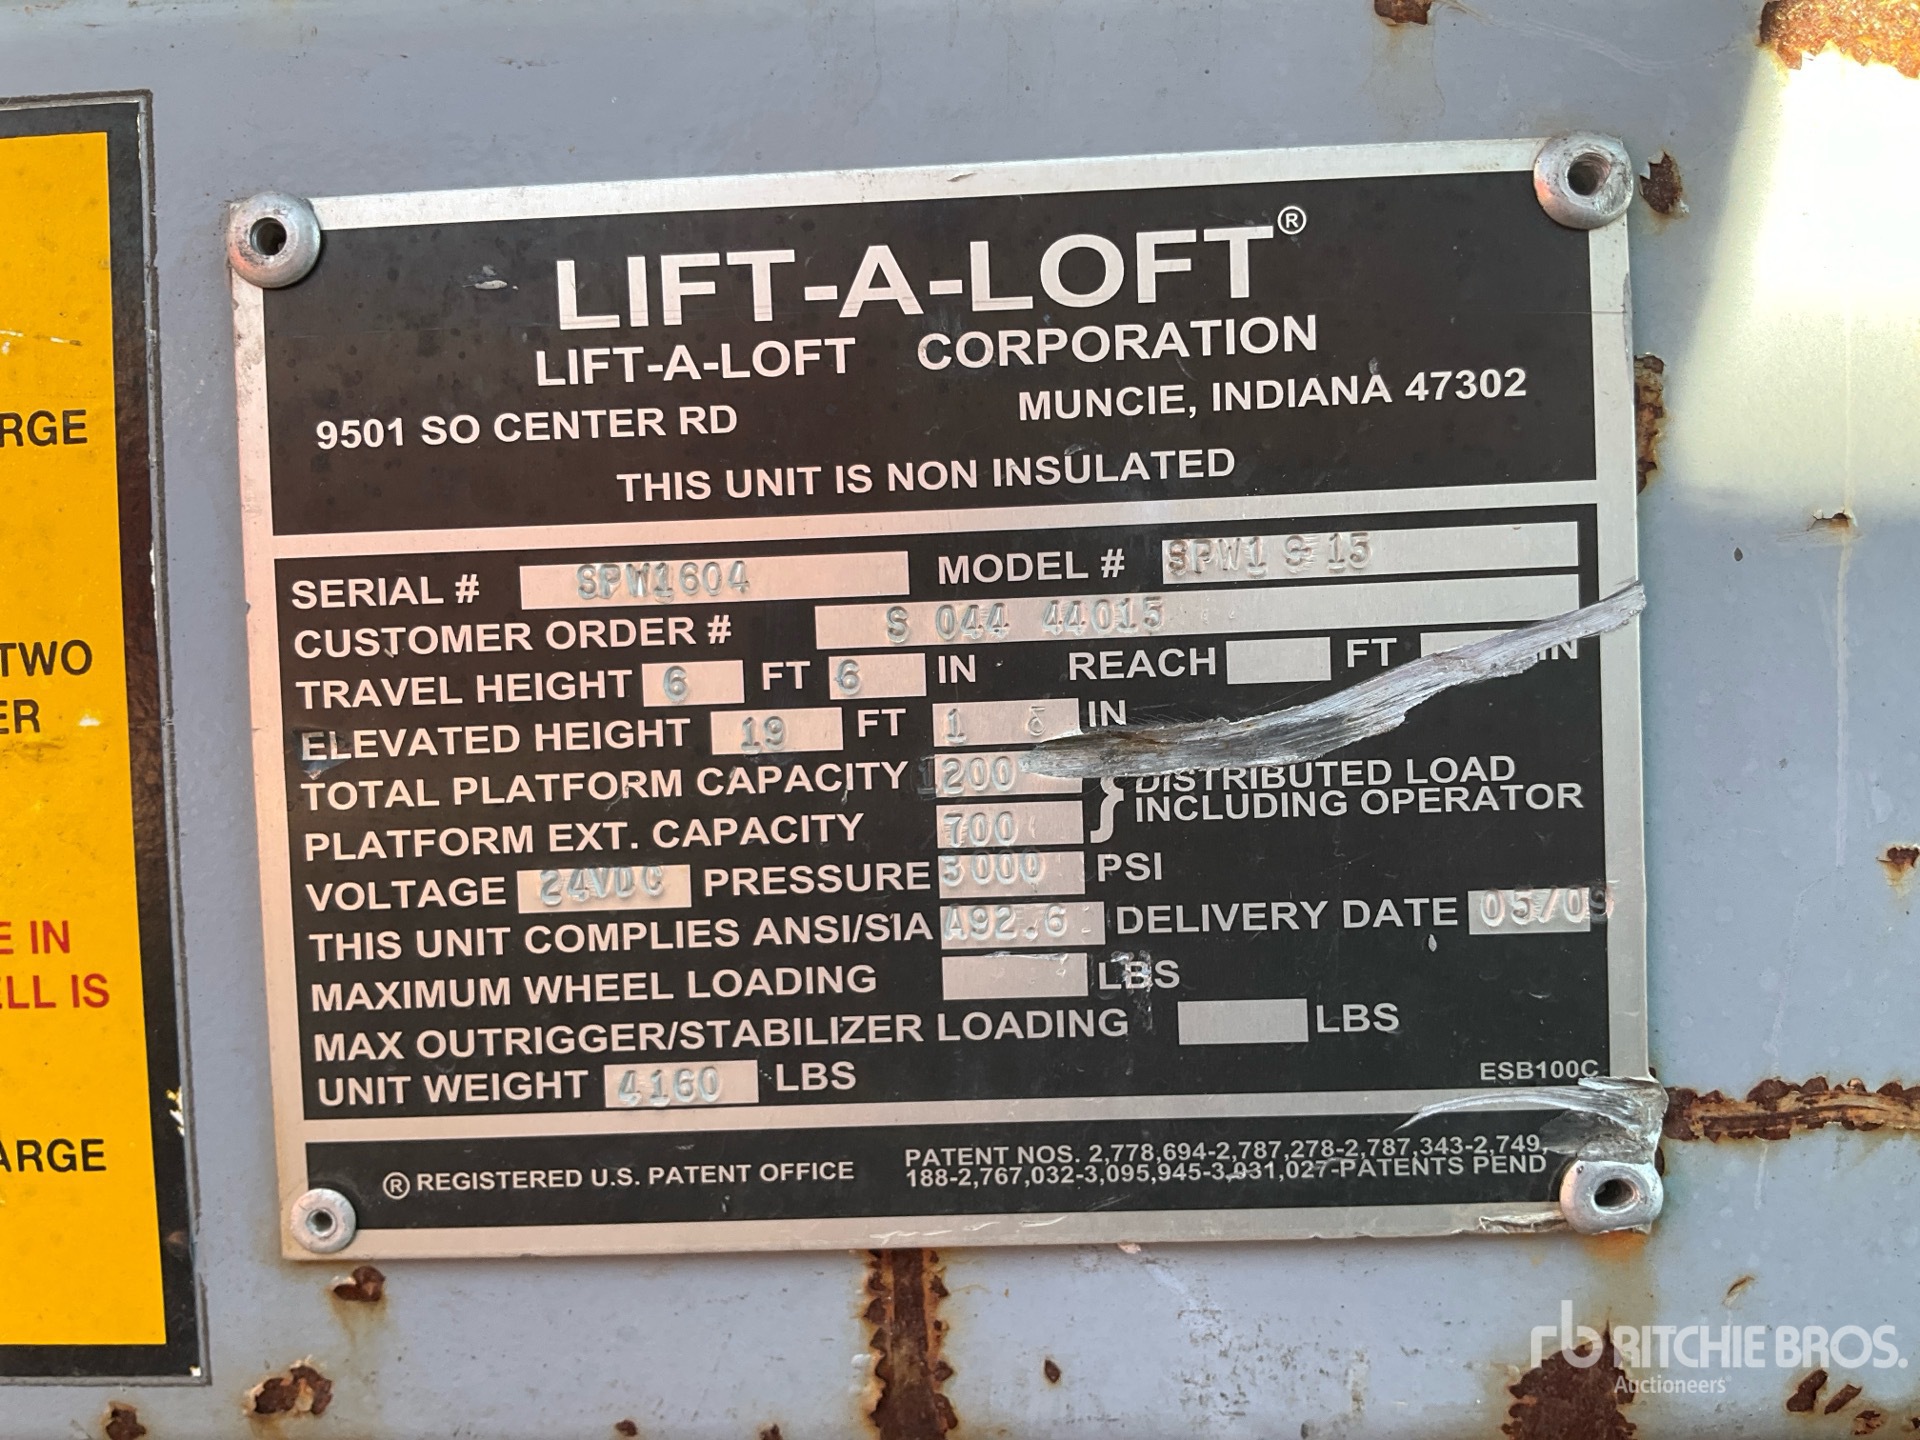 RGE
TWO
ER
E IN
ELL IS
ARGE
LIFT-A-LOFT®
LIFT-A-LOFT CORPORATION
9501 SO CENTER RD MUNCIE, INDIANA 47302
THIS UNIT IS NON INSULATED
SERIAL # SPW1604 MODEL # SPW1 S 15
CUSTOMER ORDER # S 044 44015
TRAVEL HEIGHT 6 FT 6 IN REACH FT IN
ELEVATED HEIGHT 19 FT 1 IN
TOTAL PLATFORM CAPACITY 1200 } DISTRIBUTED LOAD
PLATFORM EXT. CAPACITY 700 INCLUDING OPERATOR
VOLTAGE 24VDC PRESSURE 3000 PSI
THIS UNIT COMPLIES ANSI/SIA A92.6 DELIVERY DATE
MAXIMUM WHEEL LOADING LBS
MAX OUTRIGGER/STABILIZER LOADING LBS
UNIT WEIGHT 4160 LBS
ESB100C
® REGISTERED U.S. PATENT OFFICE
PATENT NOS. 2,778,694-2,787,278-2,787,343-2,749,
188-2,767,032-3,095,945-3,931,027-PATENTS PEND
rb RITCHIE BROS.
Auctioneers